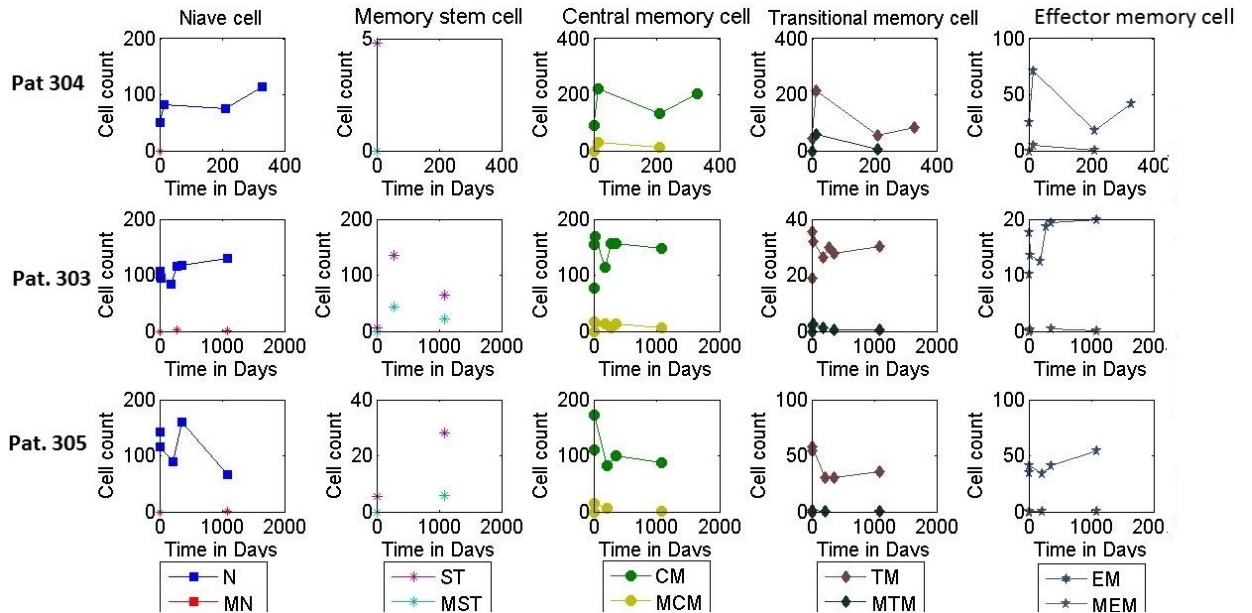 Niave cell Memory stem cell Central memory cell Transitional memory cell Effector memory cell
Pat 304
Cell count Cell count Cell count Cell count Cell count
200 5 400 400 100
100 200 200 50
0 0 0 0 0
0 200 400 0 200 400 0 200 400 0 200 400 0 200 400
Time in Days Time in Days Time in Days Time in Days Time in Days
Pat. 303
Cell count Cell count Cell count Cell count Cell count
200 200 200 40 20
150
100 100 100 20 10
50
0 0 0 0 0
0 1000 2000 0 1000 2000 0 1000 2000 0 1000 2000 0 1000 2000
Time in Days Time in Days Time in Days Time in Days Time in Days
Pat. 305
Cell count Cell count Cell count Cell count Cell count
200 40 200 100 100
100 20 100 50 50
0 0 0 0 0
0 1000 2000 0 1000 2000 0 1000 2000 0 1000 2000 0 1000 2000
Time in Days Time in Days Time in Days Time in Days Time in Days
N ST CM TM EM
MN MST MCM MTM MEM